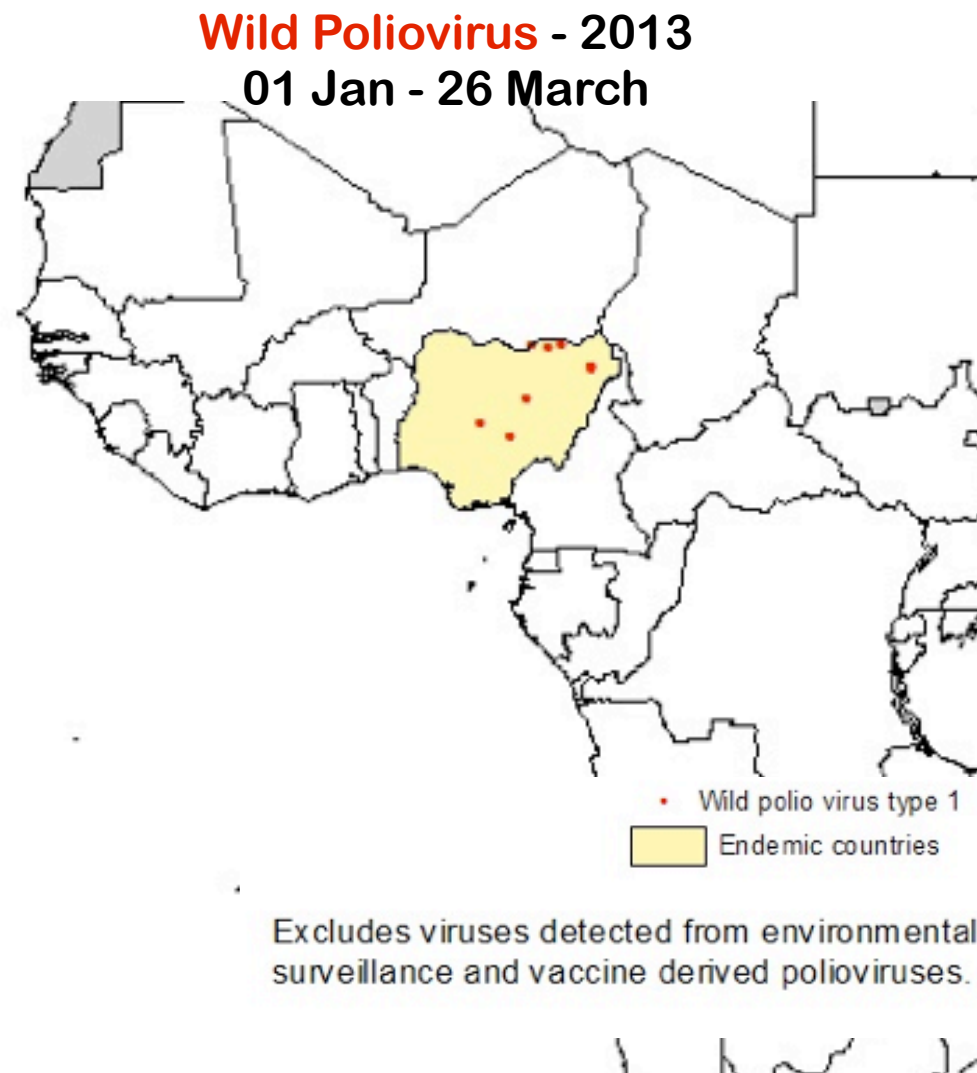 Wild Poliovirus - 2013
01 Jan - 26 March
Wild polio virus type 1
Endemic countries
Excludes viruses detected from environmental
surveillance and vaccine derived polioviruses.